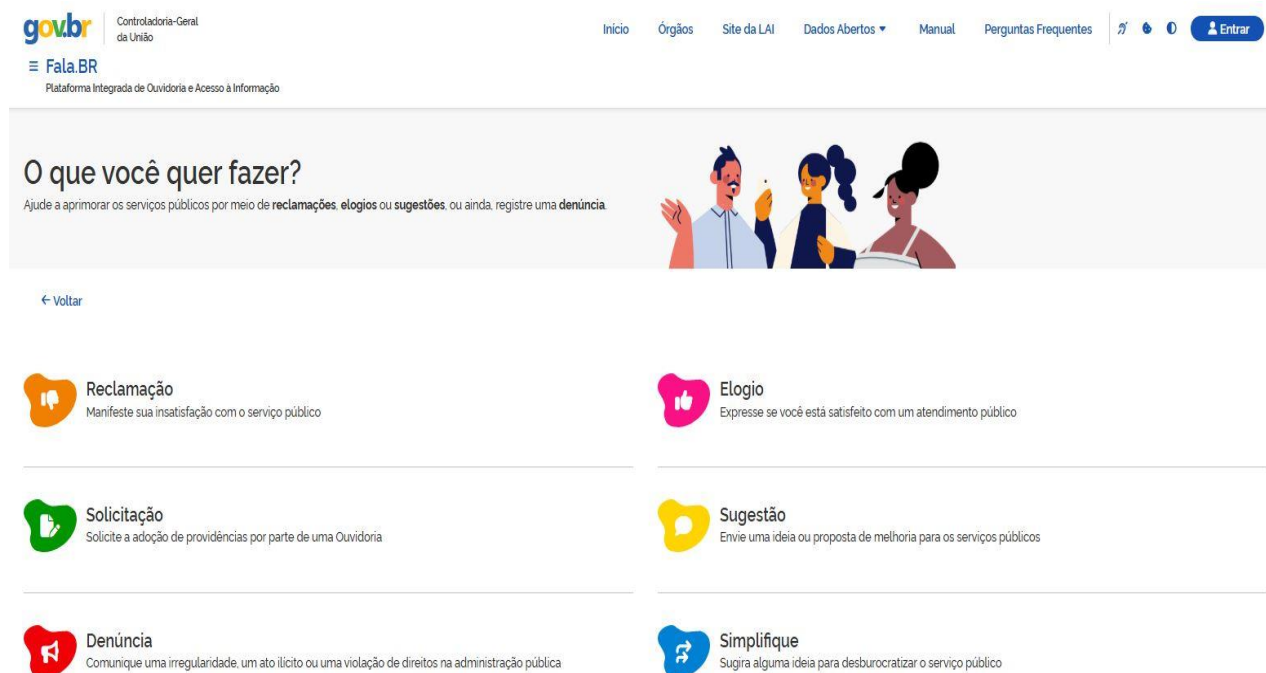 gov.br
Controladoria-Geral
da União
Início Órgãos Site da LAI Dados Abertos Manual Perguntas Frequentes Entrar
Fala.BR
Plataforma Integrada de Ouvidoria e Acesso à Informação
O que você quer fazer?
Ajude a aprimorar os serviços públicos por meio de reclamações, elogios ou sugestões, ou ainda, registre uma denúncia.
Voltar
Reclamação
Manifeste sua insatisfação com o serviço público
Elogio
Expresse se você está satisfeito com um atendimento público
Solicitação
Solicite a adoção de providências por parte de uma Ouvidoria
Sugestão
Envie uma ideia ou proposta de melhoria para os serviços públicos
Denúncia
Comunique uma irregularidade, um ato ilícito ou uma violação de direitos na administração pública
Simplifique
Sugira alguma ideia para desburocratizar o serviço público